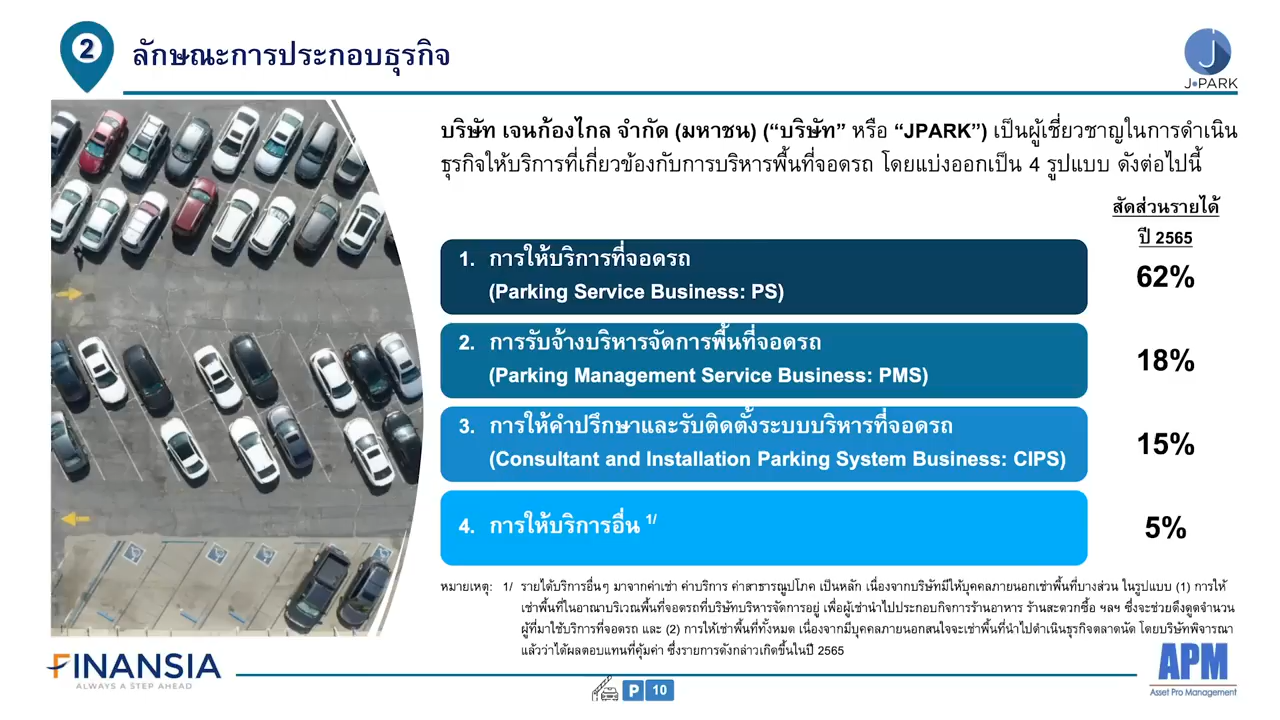 2
ลักษณะการประกอบธุรกิจ
J
J•PARK
บริษัท เจนก้องไกล จำกัด (มหาชน) (“บริษัท” หรือ “JPARK”) เป็นผู้เชี่ยวชาญในการดำเนิน
ธุรกิจให้บริการที่เกี่ยวข้องกับการบริหารพื้นที่จอดรถ โดยแบ่งออกเป็น 4 รูปแบบ ดังต่อไปนี้
สัดส่วนรายได้
ปี 2565
1. การให้บริการที่จอดรถ
(Parking Service Business: PS)
62%
2. การรับจ้างบริหารจัดการพื้นที่จอดรถ
(Parking Management Service Business: PMS)
18%
3. การให้คำปรึกษาและรับติดตั้งระบบบริหารที่จอดรถ
(Consultant and Installation Parking System Business: CIPS)
15%
4. การให้บริการอื่น 1/
5%
หมายเหตุ: 1/ รายได้บริการอื่นๆ มาจากค่าเช่า ค่าบริการ ค่าสาธารณูปโภค เป็นหลัก เนื่องจากบริษัทมีให้บุคคลภายนอกเช่าพื้นที่บางส่วน ในรูปแบบ (1) การให้
เช่าพื้นที่ในอาณาบริเวณพื้นที่จอดรถที่บริษัทบริหารจัดการอยู่ เพื่อผู้เช่านำไปประกอบกิจการร้านอาหาร ร้านสะดวกซื้อ ฯลฯ ซึ่งจะช่วยดึงดูดจำนวน
ผู้ที่มาใช้บริการที่จอดรถ และ (2) การให้เช่าพื้นที่ทั้งหมด เนื่องจากมีบุคคลภายนอกสนใจจะเช่าพื้นที่นำไปดำเนินธุรกิจตลาดนัด โดยบริษัทพิจารณา
แล้วว่าได้ผลตอบแทนที่คุ้มค่า ซึ่งรายการดังกล่าวเกิดขึ้นในปี 2565
FINANSIA
ALWAYS A STEP AHEAD
P 10
APM
Asset Pro Management